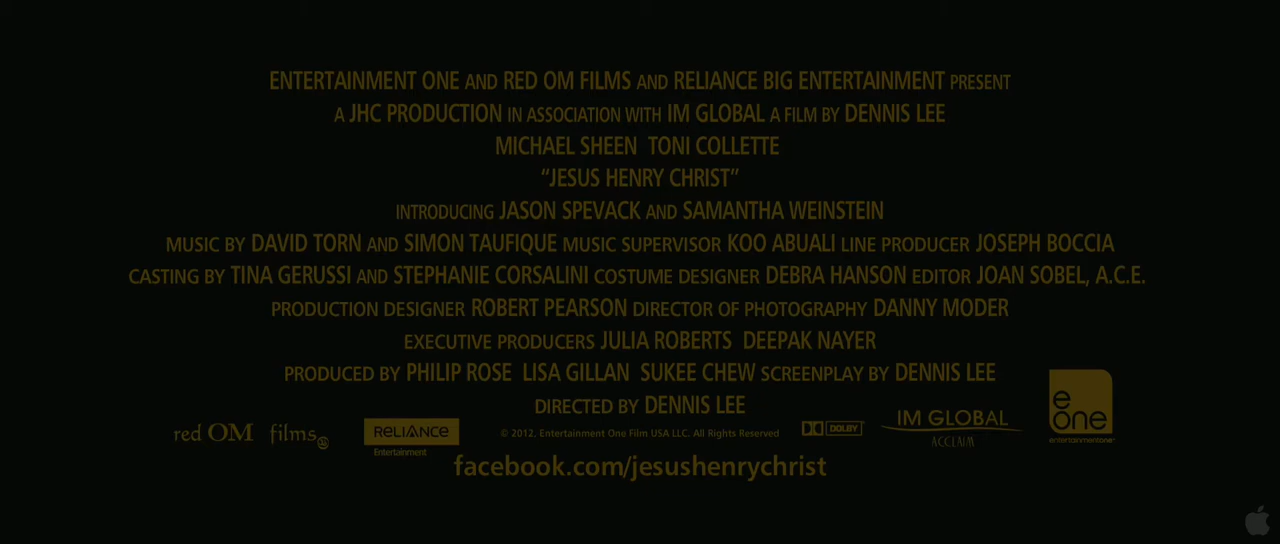 ENTERTAINMENT ONE AND RED OM FILMS AND RELIANCE BIG ENTERTAINMENT PRESENT
A JHC PRODUCTION IN ASSOCIATION WITH IM GLOBAL A FILM BY DENNIS LEE
MICHAEL SHEEN TONI COLLETTE
“JESUS HENRY CHRIST”
INTRODUCING JASON SPEVACK AND SAMANTHA WEINSTEIN
MUSIC BY DAVID TORN AND SIMON TAUFIQUE MUSIC SUPERVISOR KOO ABUALI LINE PRODUCER JOSEPH BOCCIA
CASTING BY TINA GERUSSI AND STEPHANIE CORSALINI COSTUME DESIGNER DEBRA HANSON EDITOR JOAN SOBEL, A.C.E.
PRODUCTION DESIGNER ROBERT PEARSON DIRECTOR OF PHOTOGRAPHY DANNY MODER
EXECUTIVE PRODUCERS JULIA ROBERTS DEEPAK NAYER
PRODUCED BY PHILIP ROSE LISA GILLAN SUKEE CHEW SCREENPLAY BY DENNIS LEE
DIRECTED BY DENNIS LEE
red OM films
RELIANCE
Entertainment
© 2012, Entertainment One Film USA LLC. All Rights Reserved
DOLBY
IM GLOBAL
ACCLAIM
e
one
entertainmentone
facebook.com/jesushenrychrist